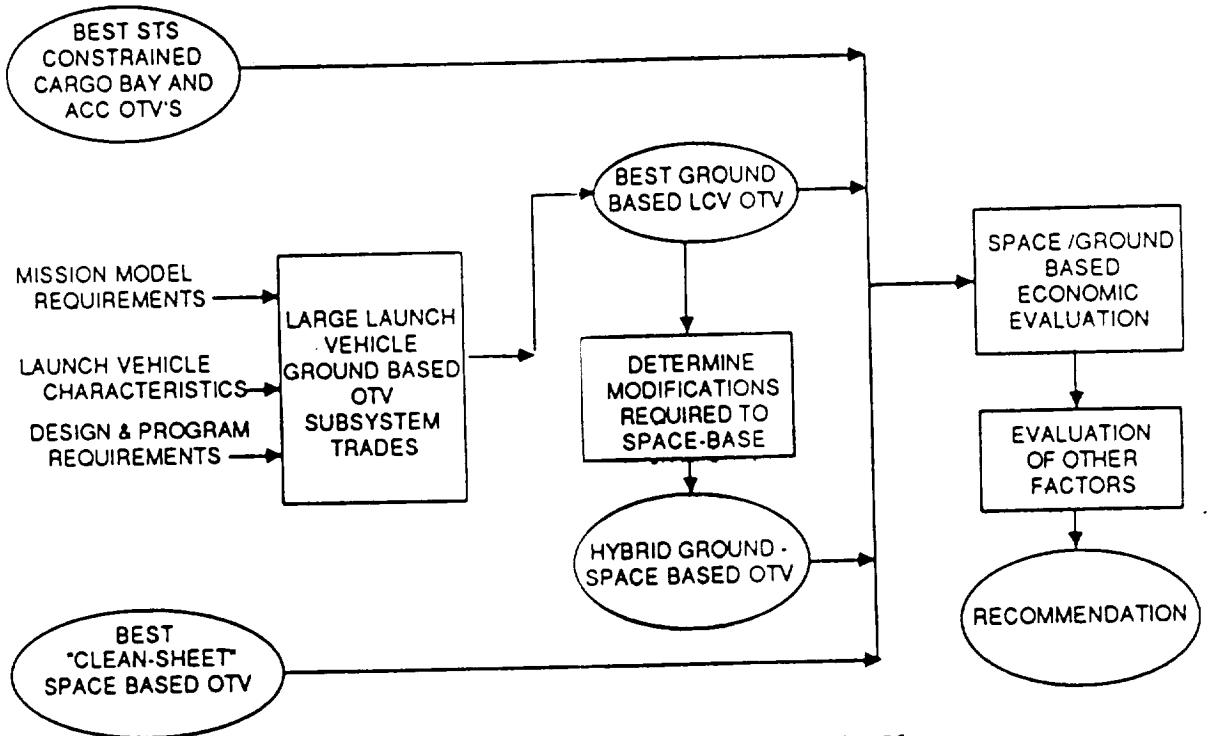 BEST STS
CONSTRAINED
CARGO BAY AND
ACC OTV'S
BEST GROUND
BASED LCV OTV
MISSION MODEL
REQUIREMENTS
LAUNCH VEHICLE
CHARACTERISTICS
DESIGN & PROGRAM
REQUIREMENTS
LARGE LAUNCH
VEHICLE
GROUND BASED
OTV
SUBSYSTEM
TRADES
DETERMINE
MODIFICATIONS
REQUIRED TO
SPACE-BASE
HYBRID GROUND -
SPACE BASED OTV
BEST
"CLEAN-SHEET"
SPACE BASED OTV
SPACE /GROUND
BASED
ECONOMIC
EVALUATION
EVALUATION
OF OTHER
FACTORS
RECOMMENDATION